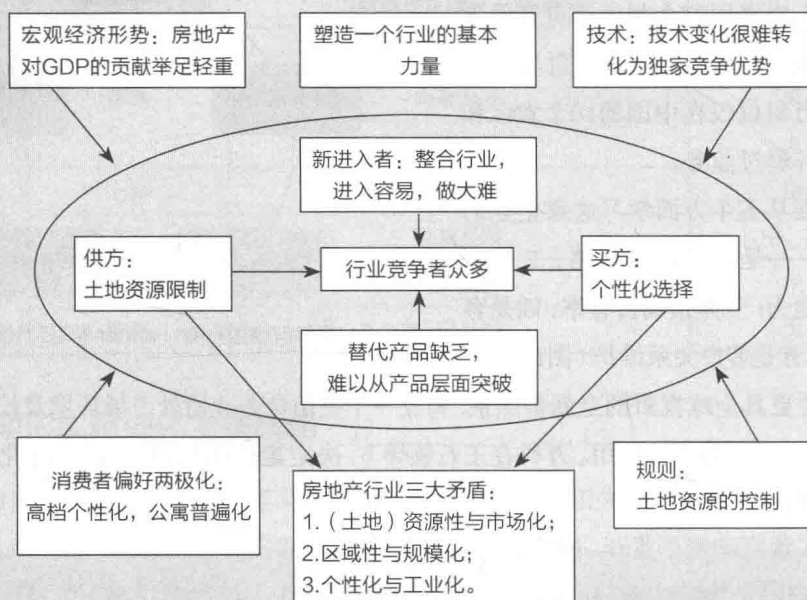 宏观经济形势：房地产
对GDP的贡献举足轻重
塑造一个行业的基本
力量
技术：技术变化很难转
化为独家竞争优势
新进入者：整合行业，
进入容易，做大难
供方：
土地资源限制
行业竞争者众多
买方：
个性化选择
替代产品缺乏，
难以从产品层面突破
消费者偏好两极化：
高档个性化，公寓普遍化
房地产行业三大矛盾：
1.（土地）资源性与市场化；
2.区域性与规模化；
3.个性化与工业化。
规则：
土地资源的控制